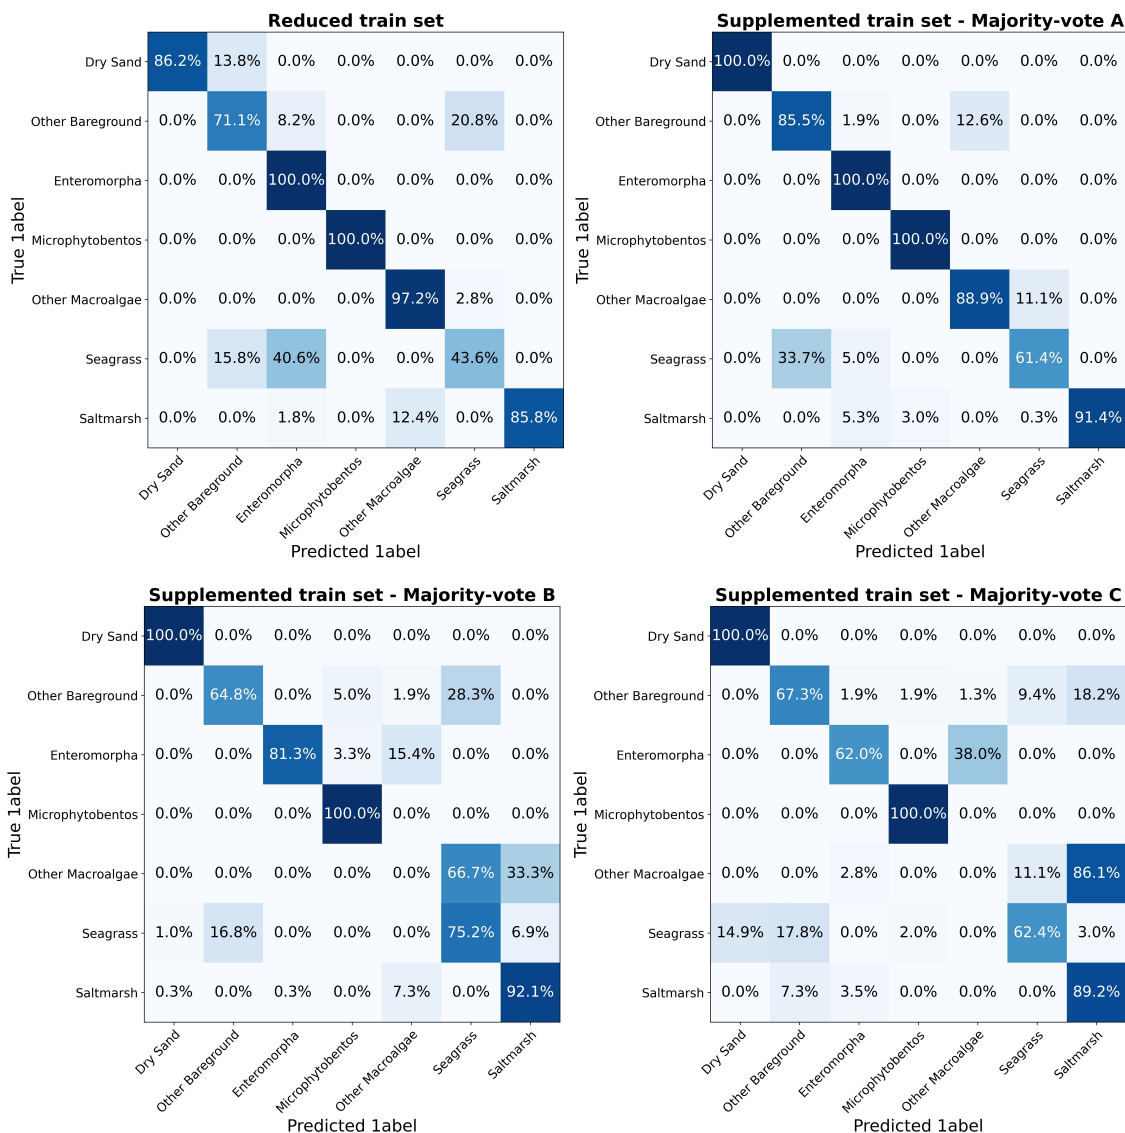 Reduced train set
True 1abel
Dry Sand 86.2% 13.8% 0.0% 0.0% 0.0% 0.0% 0.0%
Other Bareground 0.0% 71.1% 8.2% 0.0% 0.0% 20.8% 0.0%
Enteromorpha 0.0% 0.0% 100.0% 0.0% 0.0% 0.0% 0.0%
Microphytobentos 0.0% 0.0% 0.0% 100.0% 0.0% 0.0% 0.0%
Other Macroalgae 0.0% 0.0% 0.0% 0.0% 97.2% 2.8% 0.0%
Seagrass 0.0% 15.8% 40.6% 0.0% 0.0% 43.6% 0.0%
Saltmarsh 0.0% 0.0% 1.8% 0.0% 12.4% 0.0% 85.8%
Dry Sand Other Bareground Enteromorpha Microphytobentos Other Macroalgae Seagrass Saltmarsh
Predicted 1abel
Supplemented train set - Majority-vote A
True 1abel
Dry Sand 100.0% 0.0% 0.0% 0.0% 0.0% 0.0% 0.0%
Other Bareground 0.0% 85.5% 1.9% 0.0% 12.6% 0.0% 0.0%
Enteromorpha 0.0% 0.0% 100.0% 0.0% 0.0% 0.0% 0.0%
Microphytobentos 0.0% 0.0% 0.0% 100.0% 0.0% 0.0% 0.0%
Other Macroalgae 0.0% 0.0% 0.0% 0.0% 88.9% 11.1% 0.0%
Seagrass 0.0% 33.7% 5.0% 0.0% 0.0% 61.4% 0.0%
Saltmarsh 0.0% 0.0% 5.3% 3.0% 0.0% 0.3% 91.4%
Dry Sand Other Bareground Enteromorpha Microphytobentos Other Macroalgae Seagrass Saltmarsh
Predicted 1abel
Supplemented train set - Majority-vote B
True 1abel
Dry Sand 100.0% 0.0% 0.0% 0.0% 0.0% 0.0% 0.0%
Other Bareground 0.0% 64.8% 0.0% 5.0% 1.9% 28.3% 0.0%
Enteromorpha 0.0% 0.0% 81.3% 3.3% 15.4% 0.0% 0.0%
Microphytobentos 0.0% 0.0% 0.0% 100.0% 0.0% 0.0% 0.0%
Other Macroalgae 0.0% 0.0% 0.0% 0.0% 0.0% 66.7% 33.3%
Seagrass 1.0% 16.8% 0.0% 0.0% 0.0% 75.2% 6.9%
Saltmarsh 0.3% 0.0% 0.3% 0.0% 7.3% 0.0% 92.1%
Dry Sand Other Bareground Enteromorpha Microphytobentos Other Macroalgae Seagrass Saltmarsh
Predicted 1abel
Supplemented train set - Majority-vote C
True 1abel
Dry Sand 100.0% 0.0% 0.0% 0.0% 0.0% 0.0% 0.0%
Other Bareground 0.0% 67.3% 1.9% 1.9% 1.3% 9.4% 18.2%
Enteromorpha 0.0% 0.0% 62.0% 0.0% 38.0% 0.0% 0.0%
Microphytobentos 0.0% 0.0% 0.0% 100.0% 0.0% 0.0% 0.0%
Other Macroalgae 0.0% 0.0% 2.8% 0.0% 0.0% 11.1% 86.1%
Seagrass 14.9% 17.8% 0.0% 2.0% 0.0% 62.4% 3.0%
Saltmarsh 0.0% 7.3% 3.5% 0.0% 0.0% 0.0% 89.2%
Dry Sand Other Bareground Enteromorpha Microphytobentos Other Macroalgae Seagrass Saltmarsh
Predicted 1abel